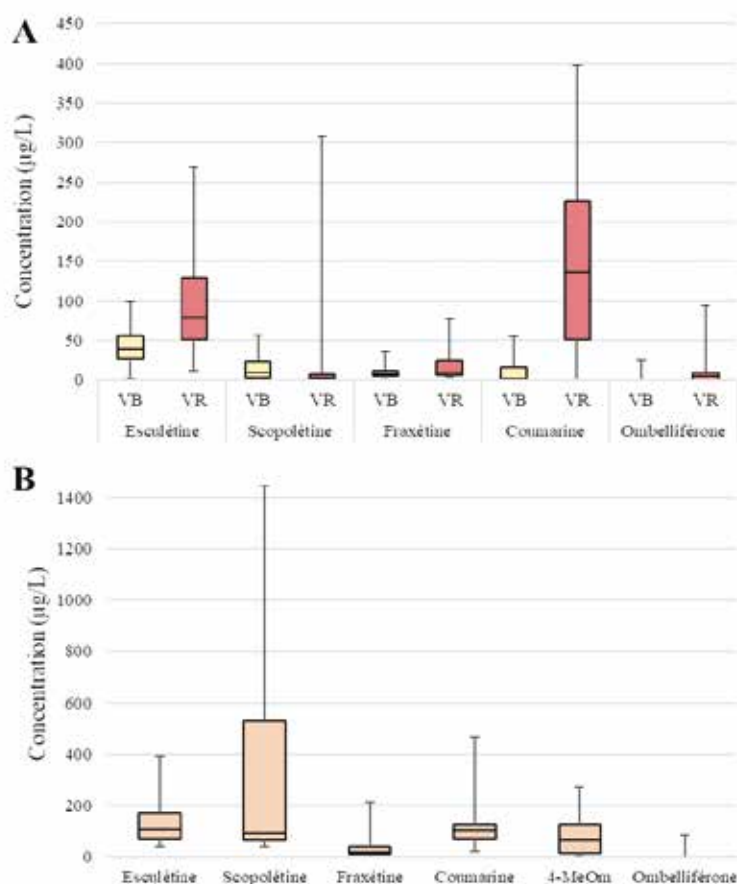 A
Concentration (µg/L)
450
400
350
300
250
200
150
100
50
0
VB VR VB VR VB VR VB VR VB VR
Esculétine Scopolétine Fraxétine Coumarine Ombelliférone
B
Concentration (µg/L)
1400
1200
1000
800
600
400
200
0
Esculétine Scopolétine Fraxétine Coumarine 4-MeOm Ombelliférone